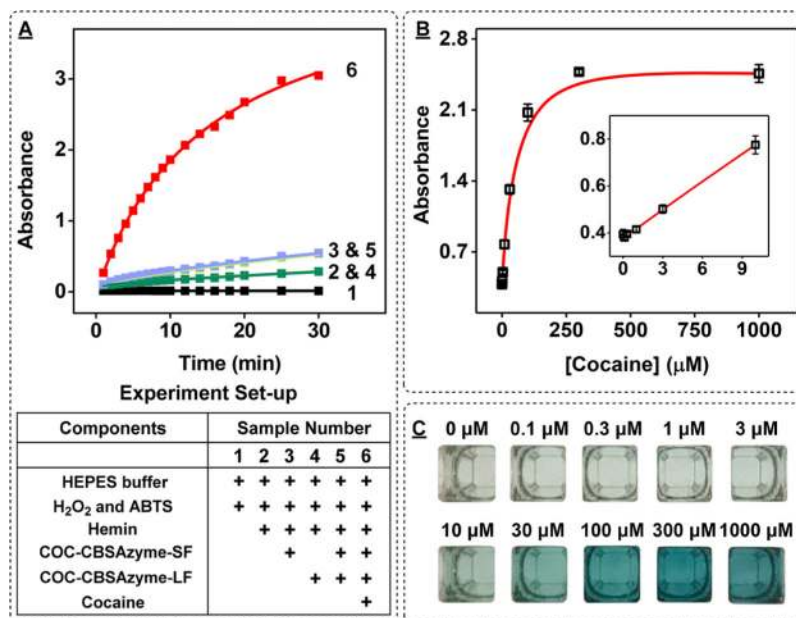 A
3
2
1
0
Absorbance
6
3 & 5
2 & 4
1
0 10 20 30
Time (min)
Experiment Set-up
Components Sample Number
1 2 3 4 5 6
HEPES buffer + + + + + +
H₂O₂ and ABTS + + + + + +
Hemin + + + + +
COC-CBSAzyme-SF + + +
COC-CBSAzyme-LF + + +
Cocaine +
B
2.8
2.1
1.4
0.7
Absorbance
0.8
0.6
0.4
0 3 6 9
0 250 500 750 1000
[Cocaine] (µM)
C
0 µM 0.1 µM 0.3 µM 1 µM 3 µM
10 µM 30 µM 100 µM 300 µM 1000 µM